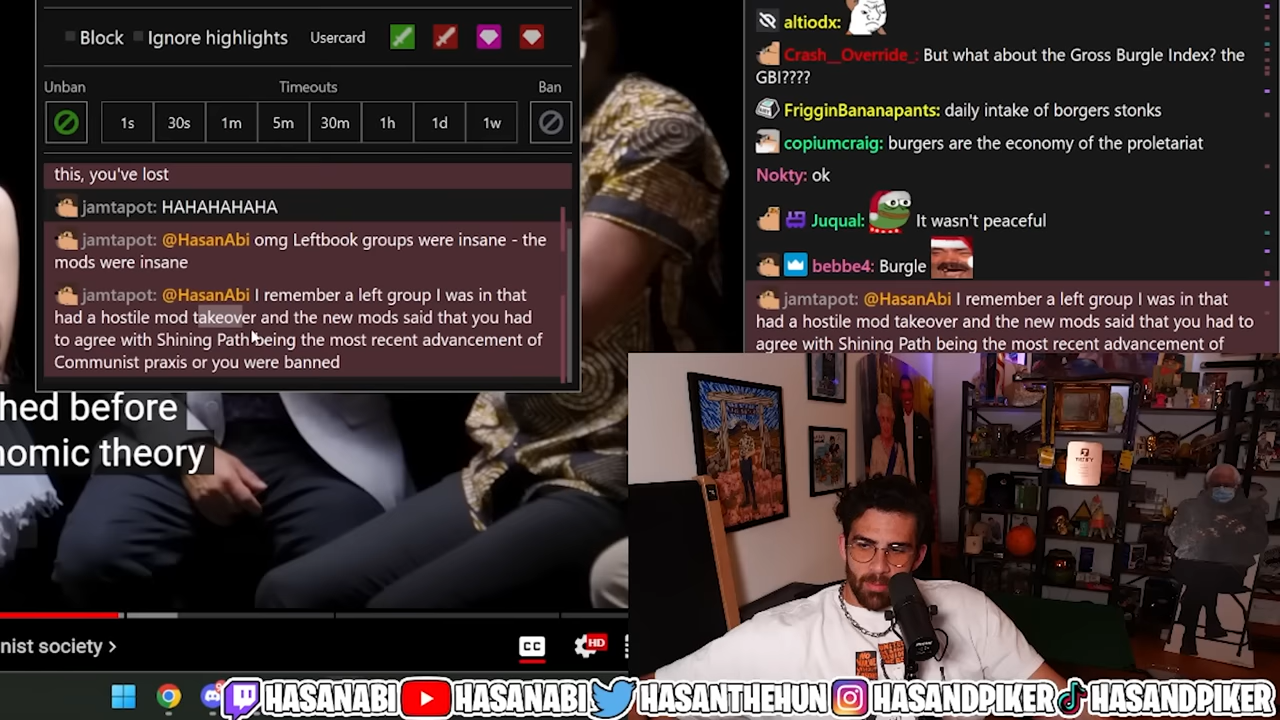 Block Ignore highlights Usercard
Unban Timeouts Ban
1s 30s 1m 5m 30m 1h 1d 1w
this, you've lost
jamtapot: HAHAHAHAHA
jamtapot: @HasanAbi omg Leftbook groups were insane - the
mods were insane
jamtapot: @HasanAbi I remember a left group I was in that
had a hostile mod takeover and the new mods said that you had
to agree with Shining Path being the most recent advancement of
Communist praxis or you were banned
altiodx:
Crash__Override_: But what about the Gross Burgle Index? the
GBI????
FrigginBananapants: daily intake of borgers stonks
copiumcraig: burgers are the economy of the proletariat
Nokty: ok
Juqual: It wasn't peaceful
bebbe4: Burgle
jamtapot: @HasanAbi I remember a left group I was in that
had a hostile mod takeover and the new mods said that you had to
agree with Shining Path being the most recent advancement of
hed before
nomic theory
nist society >
CC HD
HASANABI HASANABI HASANTHEHUN HASANDPIKER HASANDPIKER